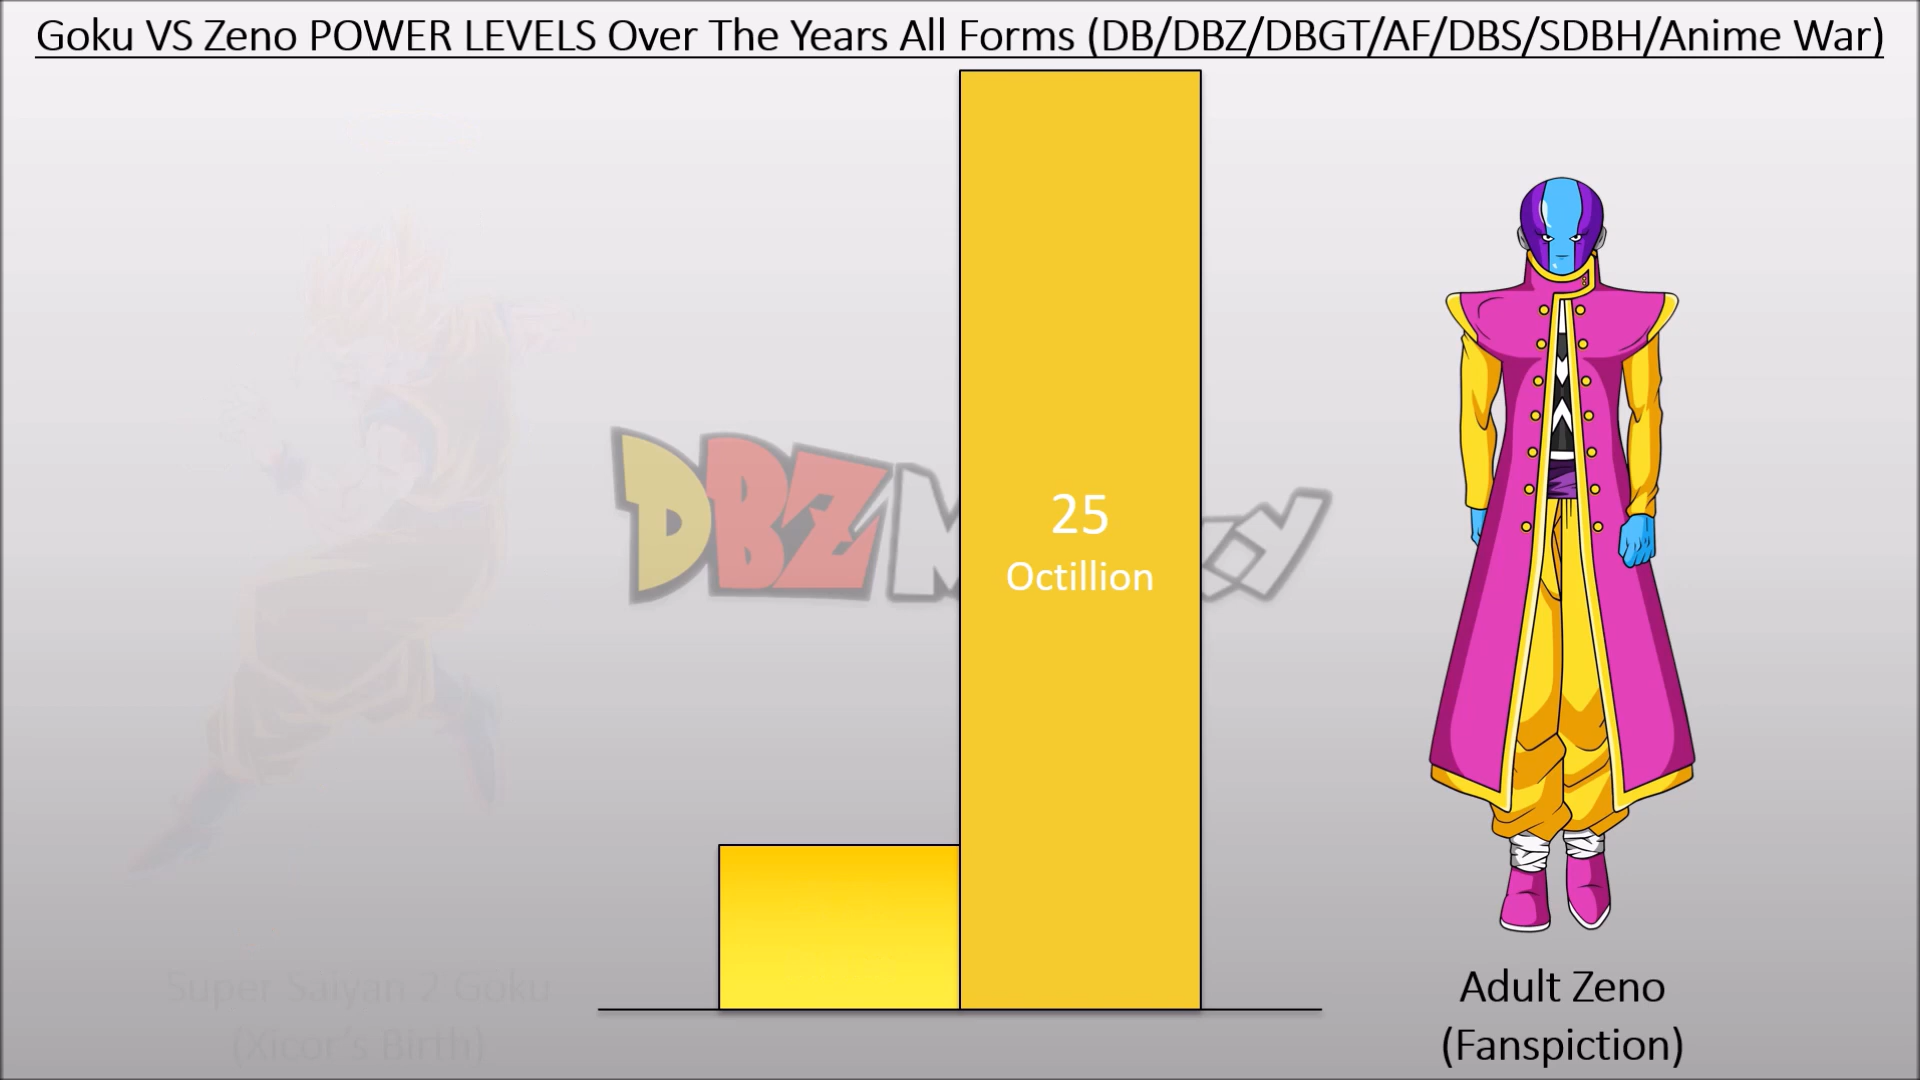 Goku VS Zeno POWER LEVELS Over The Years All Forms (DB/DBZ/DBGT/AF/DBS/SDBH/Anime War)
DBZ
25
Octillion
Super Saiyan 2 Goku
(Xicor's Birth)
Adult Zeno
(Fanspiction)